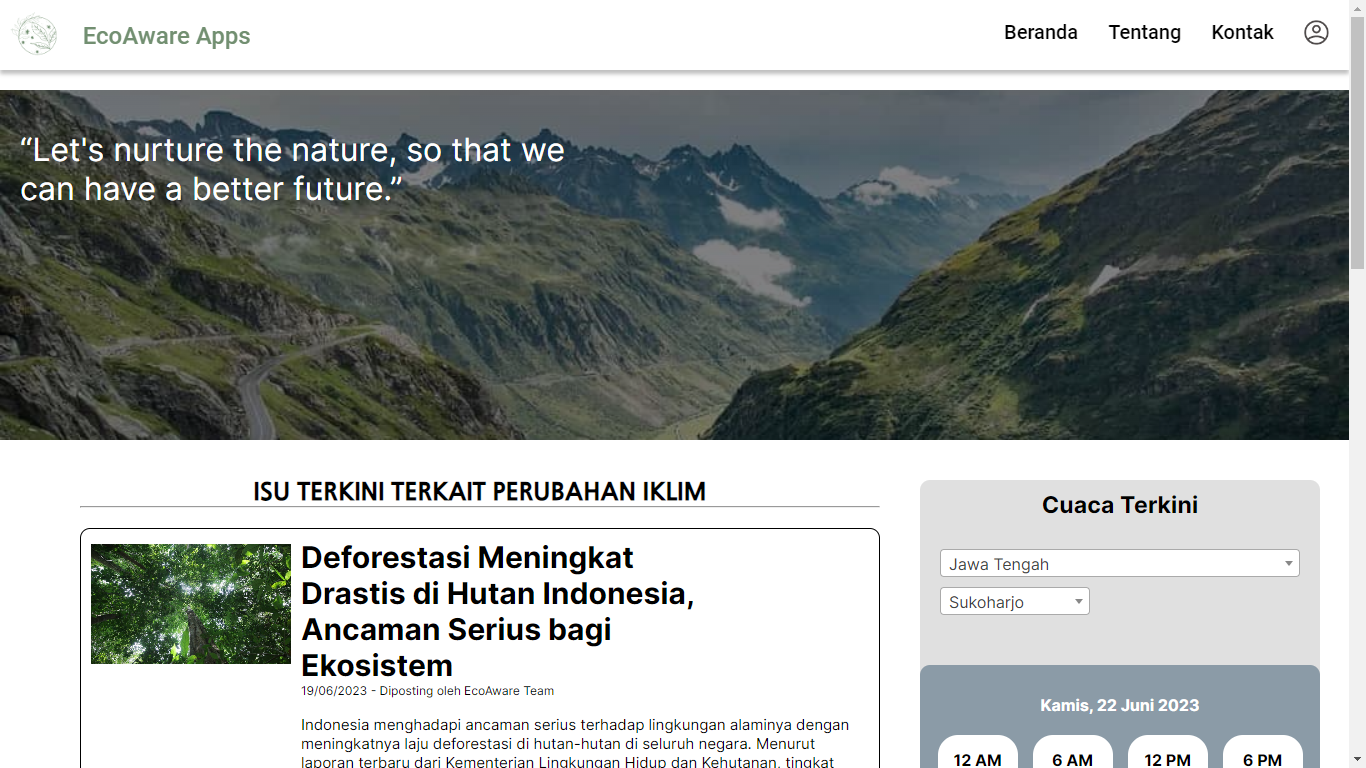 EcoAware Apps
Beranda
Tentang
Kontak
“Let's nurture the nature, so that we
can have a better future.”
ISU TERKINI TERKAIT PERUBAHAN IKLIM
Deforestasi Meningkat
Drastis di Hutan Indonesia,
Ancaman Serius bagi
Ekosistem
19/06/2023 - Diposting oleh EcoAware Team
Indonesia menghadapi ancaman serius terhadap lingkungan alaminya dengan
meningkatnya laju deforestasi di hutan-hutan di seluruh negara. Menurut
laporan terbaru dari Kementerian Lingkungan Hidup dan Kehutanan, tingkat
Cuaca Terkini
Jawa Tengah
Sukoharjo
Kamis, 22 Juni 2023
12 AM
6 AM
12 PM
6 PM